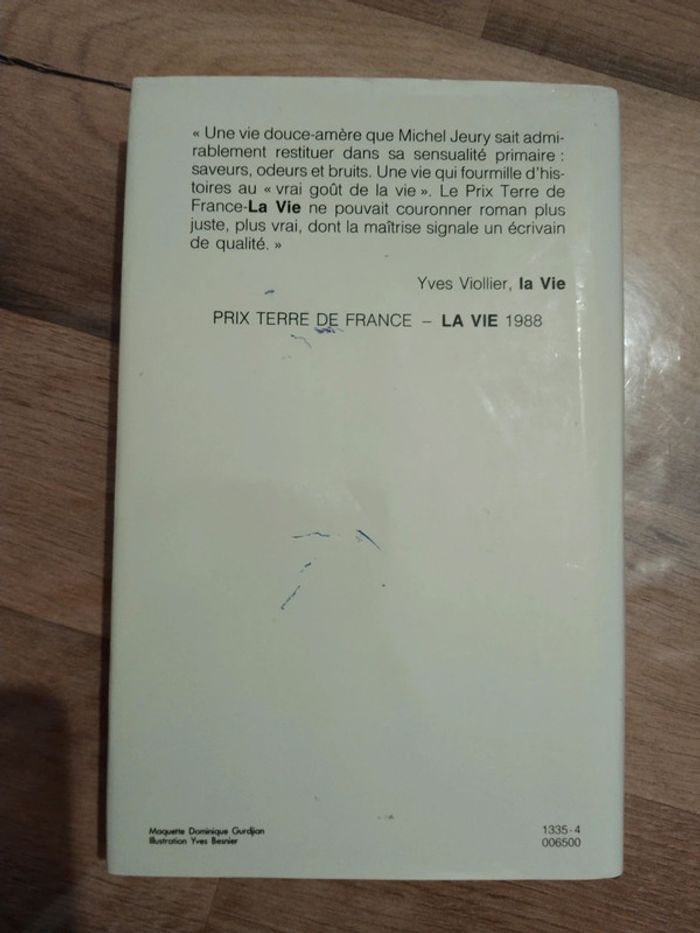 « Une vie douce-amère que Michel Jeury sait admi-
rablement restituer dans sa sensualité primaire :
saveurs, odeurs et bruits. Une vie qui fourmille d'his-
toires au « vrai goût de la vie ». Le Prix Terre de
France-La Vie ne pouvait couronner roman plus
juste, plus vrai, dont la maîtrise signale un écrivain
de qualité. »
Yves Viollier, la Vie
PRIX TERRE DE FRANCE – LA VIE 1988
Maquette Dominique Gurdjian
Illustration Yves Besnier
1335-4
006500